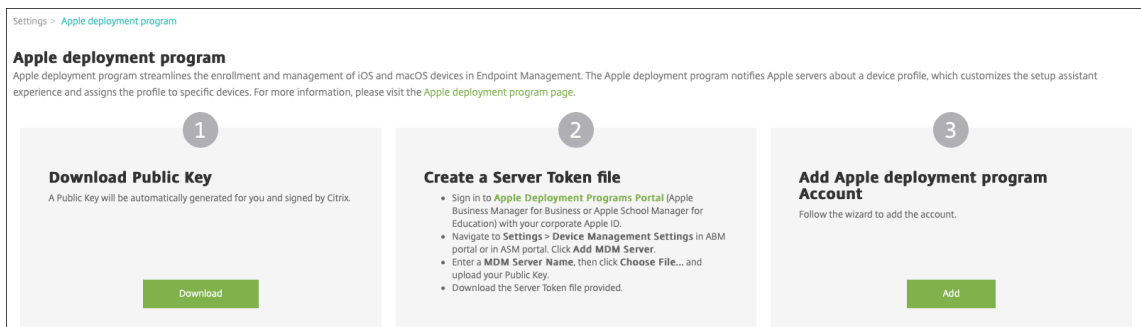 Settings > Apple deployment program
Apple deployment program
Apple deployment program streamlines the enrollment and management of iOS and macOS devices in Endpoint Management. The Apple deployment program notifies Apple servers about a device profile, which customizes the setup assistant
experience and assigns the profile to specific devices. For more information, please visit the Apple deployment program page.
1
Download Public Key
A Public Key will be automatically generated for you and signed by Citrix.
Download
2
Create a Server Token file
• Sign in to Apple Deployment Programs Portal (Apple
Business Manager for Business or Apple School Manager for
Education) with your corporate Apple ID.
• Navigate to Settings > Device Management Settings in ABM
portal or in ASM portal. Click Add MDM Server.
• Enter a MDM Server Name, then click Choose File... and
upload your Public Key.
• Download the Server Token file provided.
3
Add Apple deployment program
Account
Follow the wizard to add the account.
Add